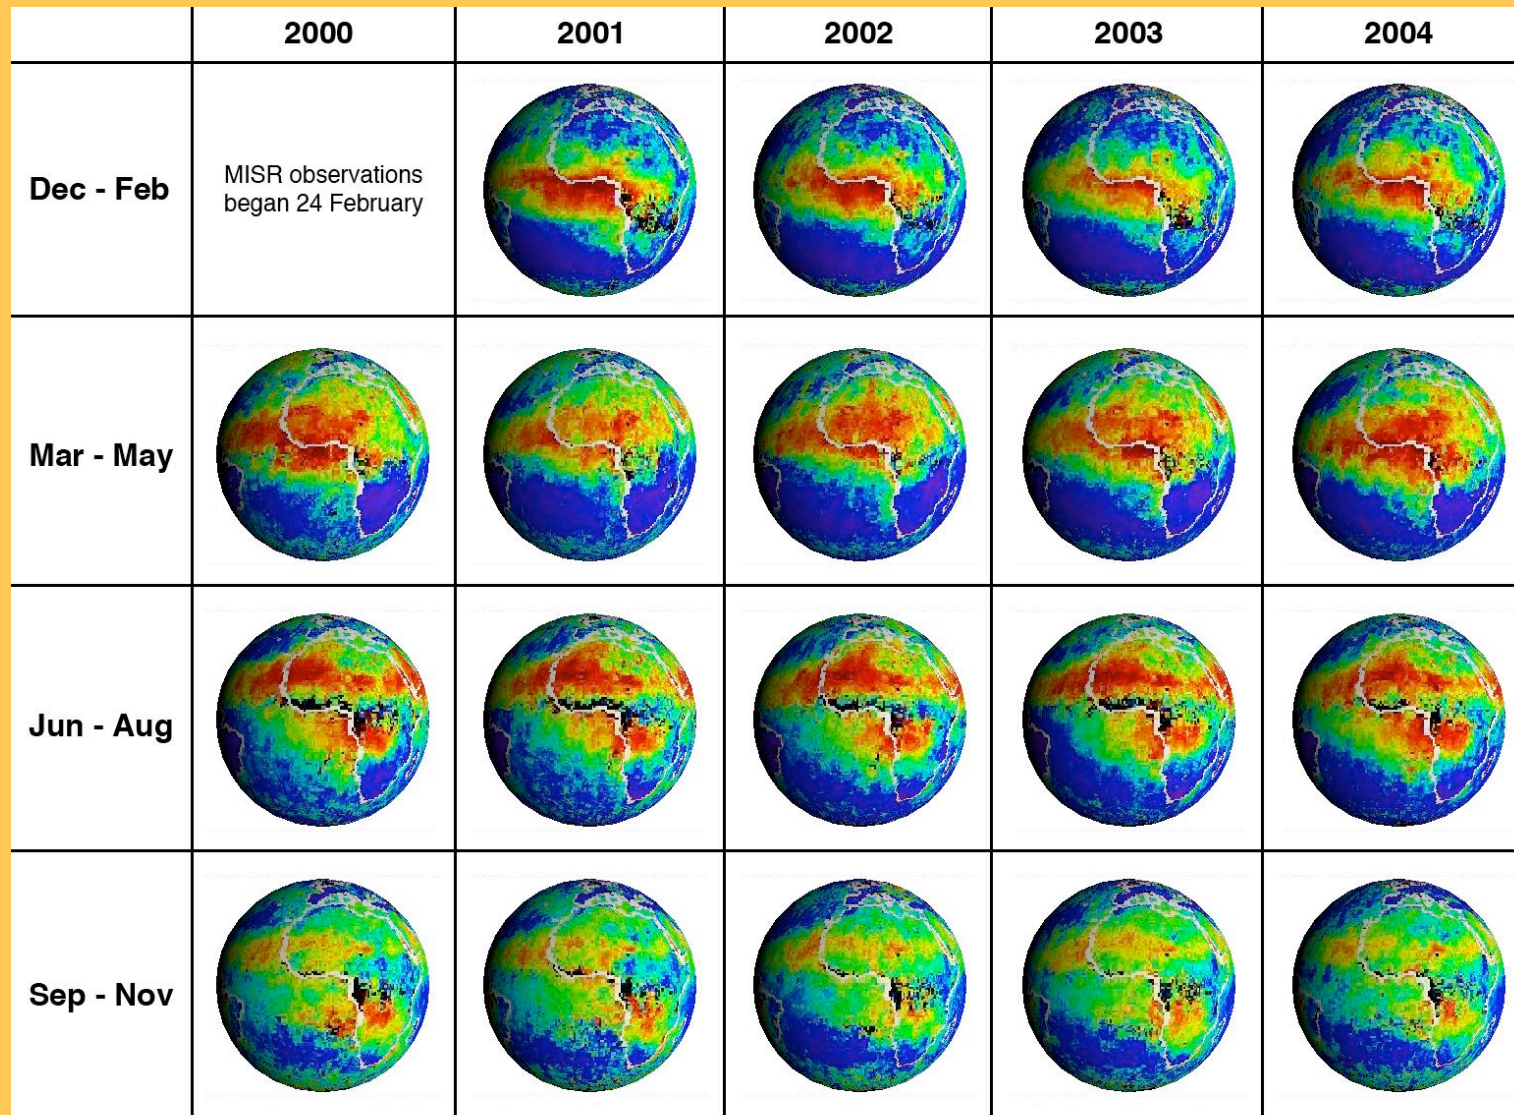 2000 2001 2002 2003 2004
Dec - Feb
MISR observations
began 24 February
Mar - May
Jun - Aug
Sep - Nov